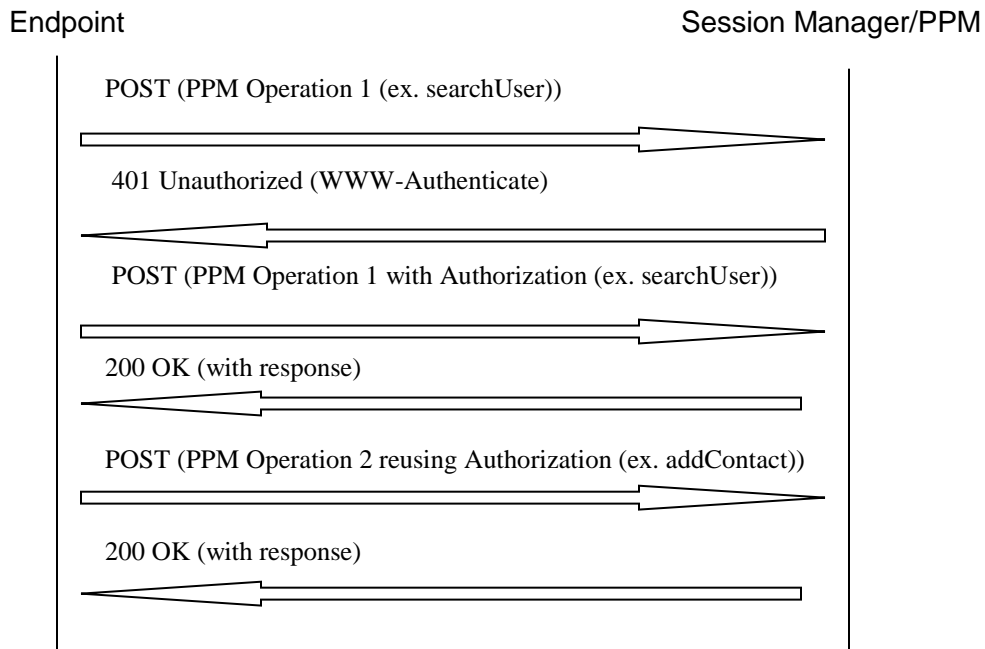 Endpoint
Session Manager/PPM
POST (PPM Operation 1 (ex. searchUser))
401 Unauthorized (WWW-Authenticate)
POST (PPM Operation 1 with Authorization (ex. searchUser))
200 OK (with response)
POST (PPM Operation 2 reusing Authorization (ex. addContact))
200 OK (with response)